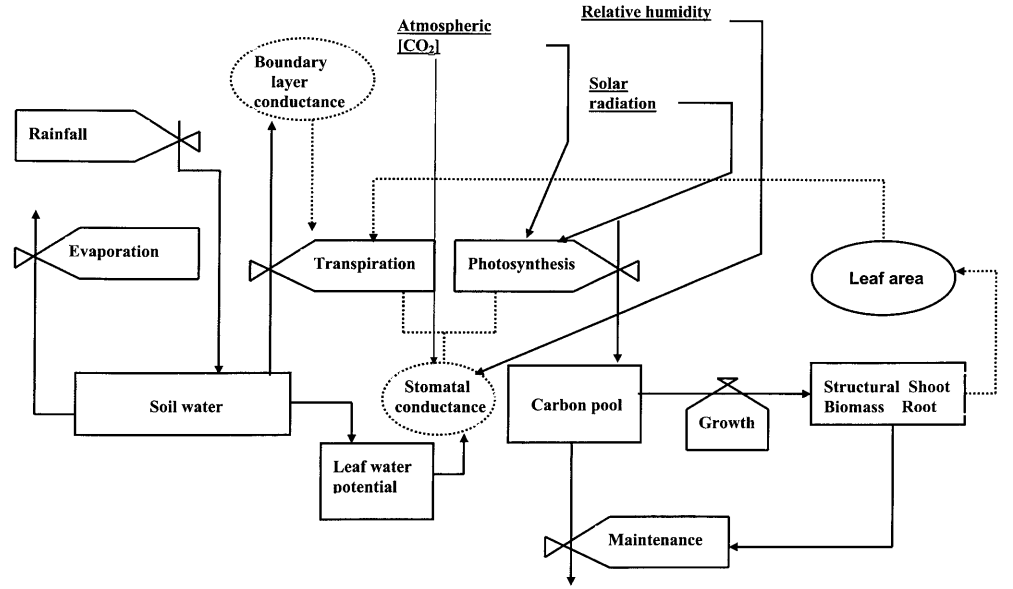 Relative humidity
Atmospheric
[CO₂]
Boundary
layer
conductance
Solar
radiation
Rainfall
Evaporation
Transpiration
Photosynthesis
Leaf area
Soil water
Stomatal
conductance
Carbon pool
Growth
Structural Shoot
Biomass Root
Leaf water
potential
Maintenance